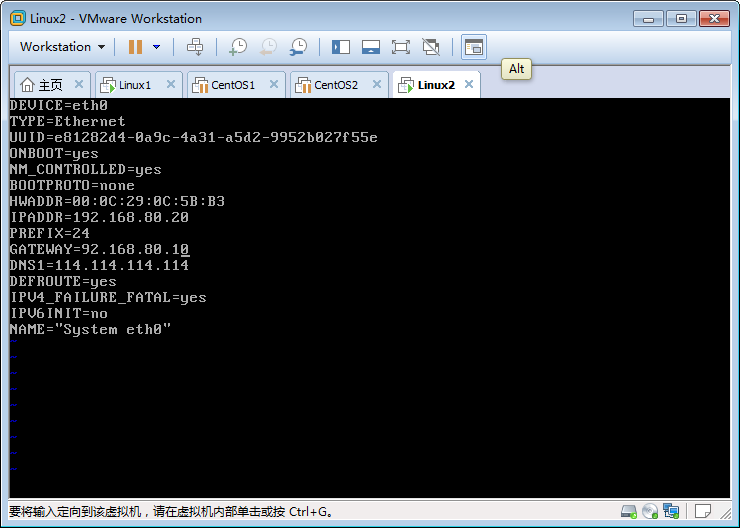 Linux2 - VMware Workstation
Workstation
Alt
主页 Linux1 CentOS1 CentOS2 Linux2
DEVICE=eth0
TYPE=Ethernet
UUID=e81282d4-0a9c-4a31-a5d2-9952b027f55e
ONBOOT=yes
NM_CONTROLLED=yes
BOOTPROTO=none
HWADDR=00:0C:29:0C:5B:B3
IPADDR=192.168.80.20
PREFIX=24
GATEWAY=92.168.80.10
DNS1=114.114.114.114
DEFROUTE=yes
IPV4_FAILURE_FATAL=yes
IPV6INIT=no
NAME="System eth0"
~
~
~
~
~
~
~
~
~
要将输入定向到该虚拟机，请在虚拟机内部单击或按 Ctrl+G。